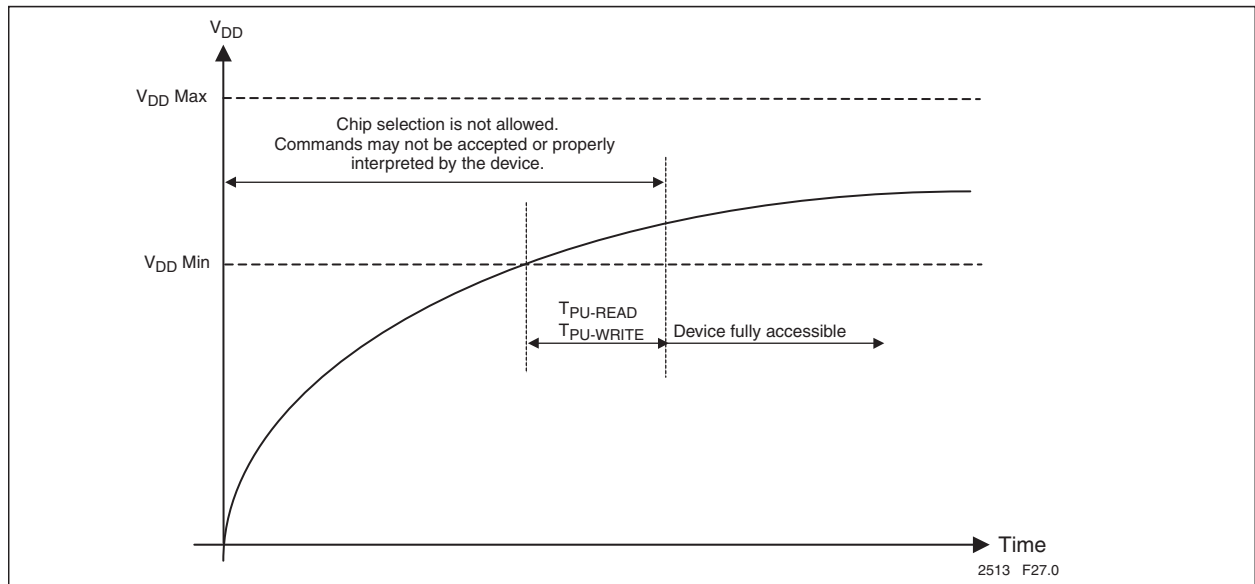 VDD
VDD Max
Chip selection is not allowed.
Commands may not be accepted or properly
interpreted by the device.
VDD Min
TPU-READ
TPU-WRITE
Device fully accessible
Time
2513 F27.0